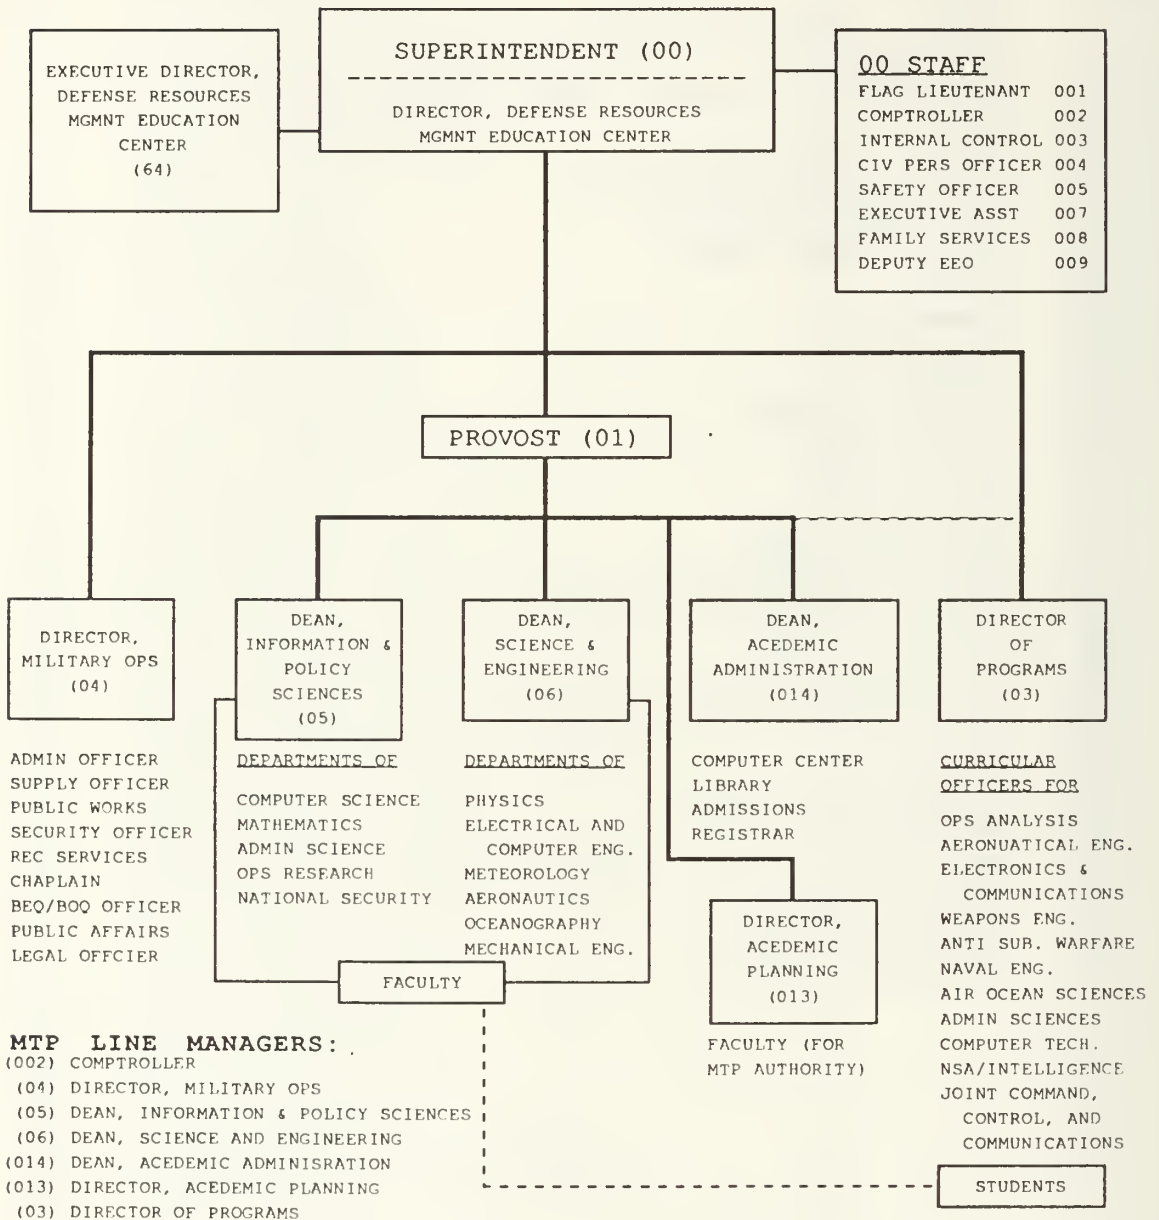 EXECUTIVE DIRECTOR,
DEFENSE RESOURCES
MGMNT EDUCATION
CENTER
(64)
SUPERINTENDENT (00)
DIRECTOR, DEFENSE RESOURCES
MGMNT EDUCATION CENTER
00 STAFF
FLAG LIEUTENANT 001
COMPTROLLER 002
INTERNAL CONTROL 003
CIV PERS OFFICER 004
SAFETY OFFICER 005
EXECUTIVE ASST 007
FAMILY SERVICES 008
DEPUTY EEO 009
PROVOST (01)
DIRECTOR,
MILITARY OPS
(04)
ADMIN OFFICER
SUPPLY OFFICER
PUBLIC WORKS
SECURITY OFFICER
REC SERVICES
CHAPLAIN
BEQ/BOQ OFFICER
PUBLIC AFFAIRS
LEGAL OFFCIER
DEAN,
INFORMATION &
POLICY
SCIENCES
(05)
DEPARTMENTS OF
COMPUTER SCIENCE
MATHEMATICS
ADMIN SCIENCE
OPS RESEARCH
NATIONAL SECURITY
DEAN,
SCIENCE &
ENGINEERING
(06)
DEPARTMENTS OF
PHYSICS
ELECTRICAL AND
COMPUTER ENG.
METEOROLOGY
AERONAUTICS
OCEANOGRAPHY
MECHANICAL ENG.
FACULTY
DEAN,
ACEDEMIC
ADMINISTRATION
(014)
COMPUTER CENTER
LIBRARY
ADMISSIONS
REGISTRAR
DIRECTOR,
ACEDEMIC
PLANNING
(013)
FACULTY (FOR
MTP AUTHORITY)
DIRECTOR
OF
PROGRAMS
(03)
CURRICULAR
OFFICERS FOR
OPS ANALYSIS
AERONUATICAL ENG.
ELECTRONICS &
COMMUNICATIONS
WEAPONS ENG.
ANTI SUB. WARFARE
NAVAL ENG.
AIR OCEAN SCIENCES
ADMIN SCIENCES
COMPUTER TECH.
NSA/INTELLIGENCE
JOINT COMMAND,
CONTROL, AND
COMMUNICATIONS
STUDENTS
MTP LINE MANAGERS:
(002) COMPTROLLER
(04) DIRECTOR, MILITARY OPS
(05) DEAN, INFORMATION & POLICY SCIENCES
(06) DEAN, SCIENCE AND ENGINEERING
(014) DEAN, ACEDEMIC ADMINISRATION
(013) DIRECTOR, ACEDEMIC PLANNING
(03) DIRECTOR OF PROGRAMS